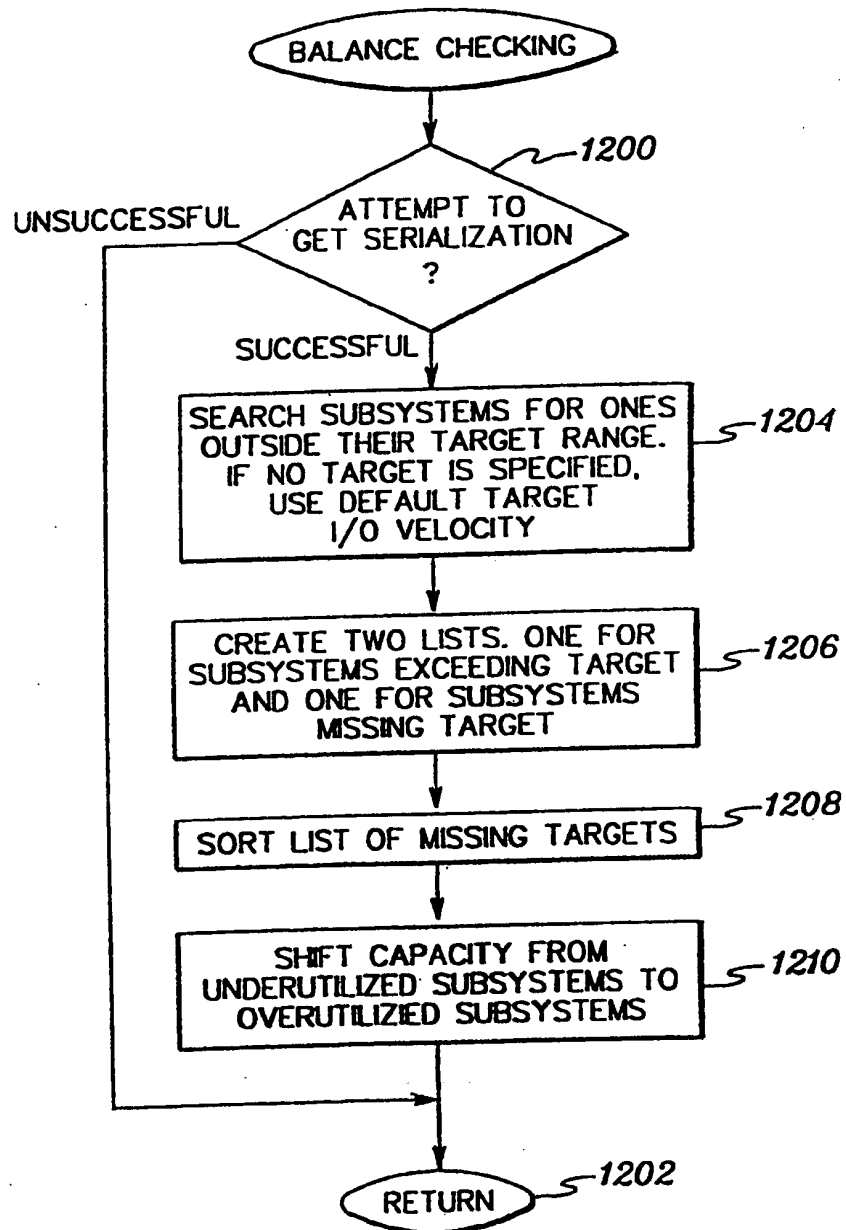 BALANCE CHECKING
1200
UNSUCCESSFUL
ATTEMPT TO
GET SERIALIZATION
?
SUCCESSFUL
SEARCH SUBSYSTEMS FOR ONES
OUTSIDE THEIR TARGET RANGE.
IF NO TARGET IS SPECIFIED,
USE DEFAULT TARGET
I/O VELOCITY
1204
CREATE TWO LISTS. ONE FOR
SUBSYSTEMS EXCEEDING TARGET
AND ONE FOR SUBSYSTEMS
MISSING TARGET
1206
SORT LIST OF MISSING TARGETS
1208
SHIFT CAPACITY FROM
UNDERUTILIZED SUBSYSTEMS TO
OVERUTILIZIED SUBSYSTEMS
1210
RETURN
1202